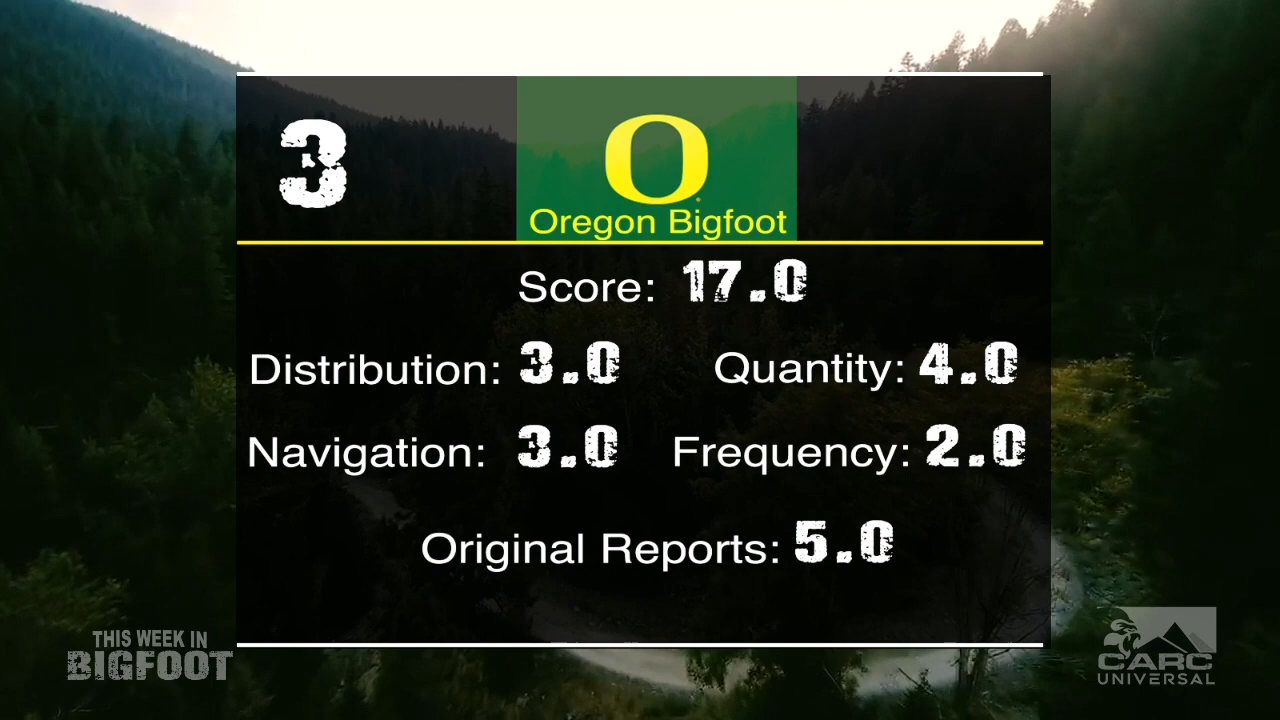 3
O
Oregon Bigfoot
Score: 17.0
Distribution: 3.0 Quantity: 4.0
Navigation: 3.0 Frequency: 2.0
Original Reports: 5.0
THIS WEEK IN
BIGFOOT
CARC
UNIVERSAL